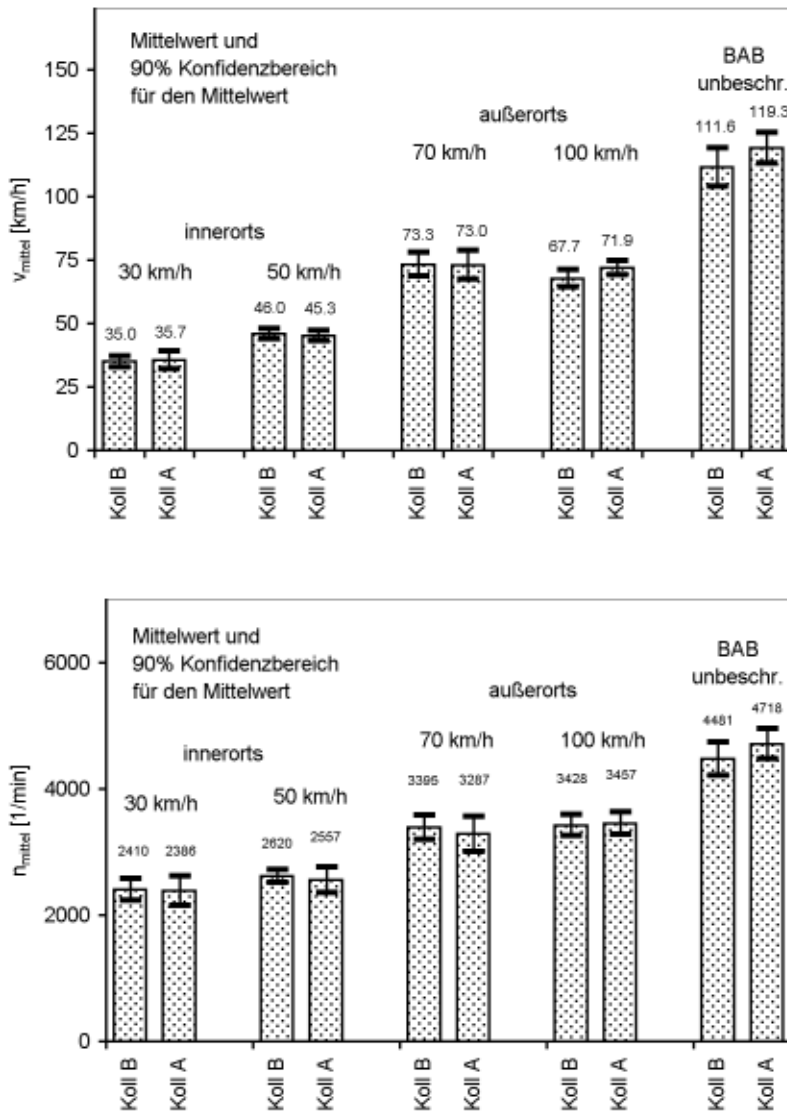 Mittelwert und
90% Konfidenzbereich
für den Mittelwert
BAB
unbeschr.
außerorts
innerorts
30 km/h
50 km/h
70 km/h
100 km/h
35.0
35.7
46.0
45.3
73.3
73.0
67.7
71.9
111.6
119.3
150
125
100
75
50
25
0
vmittel [km/h]
Koll B
Koll A
Koll B
Koll A
Koll B
Koll A
Koll B
Koll A
Koll B
Koll A
Mittelwert und
90% Konfidenzbereich
für den Mittelwert
BAB
unbeschr.
außerorts
innerorts
30 km/h
50 km/h
70 km/h
100 km/h
2410
2386
2620
2557
3395
3287
3428
3457
4481
4718
6000
4000
2000
0
nmittel [1/min]
Koll B
Koll A
Koll B
Koll A
Koll B
Koll A
Koll B
Koll A
Koll B
Koll A